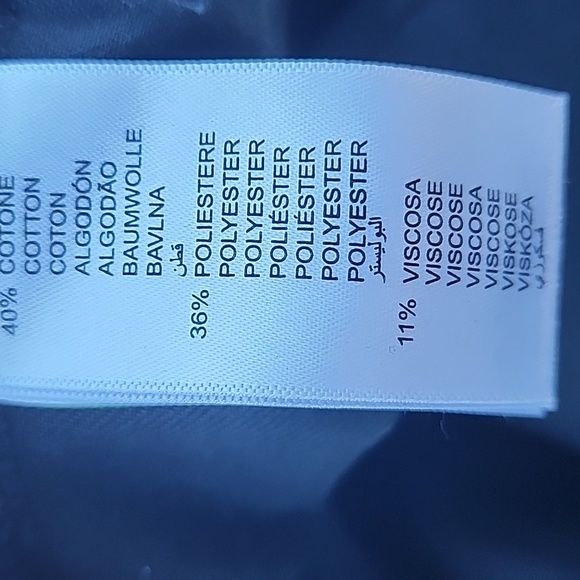 40% COTONE
COTTON
COTON
ALGODÓN
ALGODÃO
BAUMWOLLE
BAVLNA
قطن
36% POLIESTERE
POLYESTER
POLYESTER
POLIÉSTER
POLIÉSTER
POLYESTER
POLYESTER
البوليستر
11% VISCOSA
VISCOSE
VISCOSE
VISCOSA
VISCOSE
VISKOSE
VISKÓZA